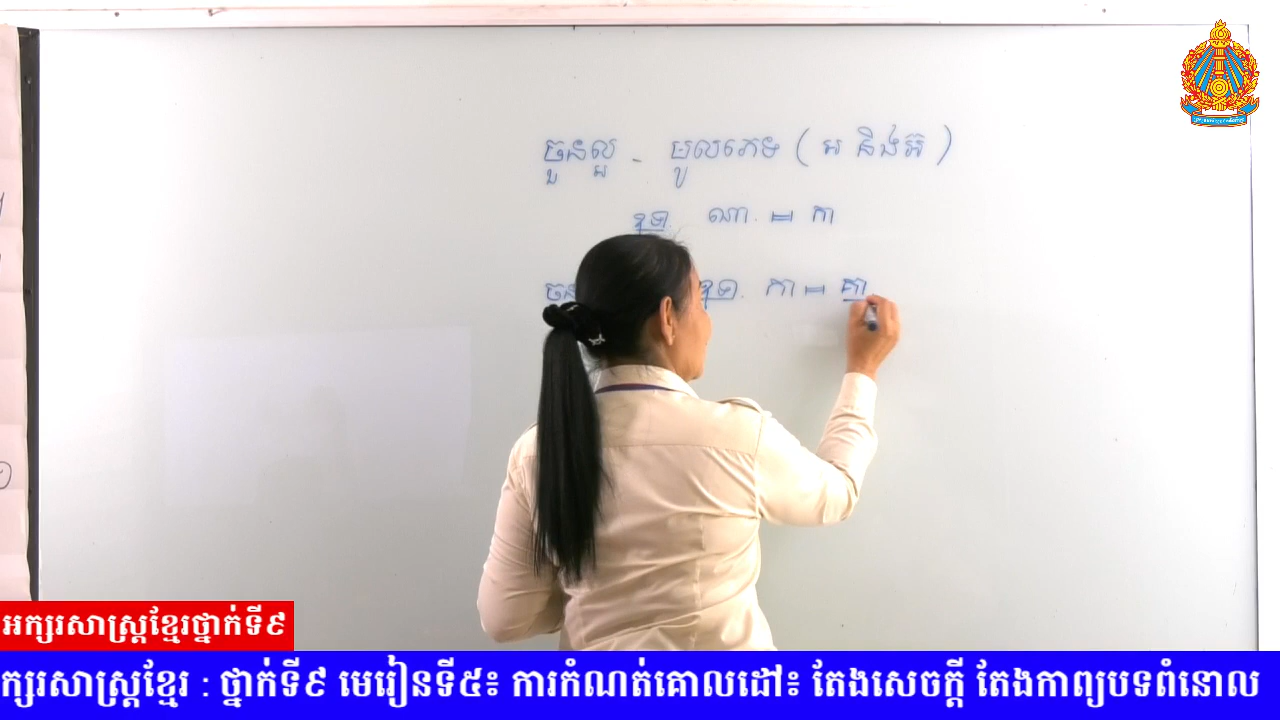 ចួនល្អ - មូលភេទ ( អ និងអ៊ )
ឧទា. ណា = កា
ចួន ឧទា. កា = គា
អក្សរសាស្ត្រខ្មែរថ្នាក់ទី៩
ក្សរសាស្ត្រខ្មែរ : ថ្នាក់ទី៩ មេរៀនទី៥៖ ការកំណត់គោលដៅ៖ តែងសេចក្តី តែងកាព្យបទពំនោល